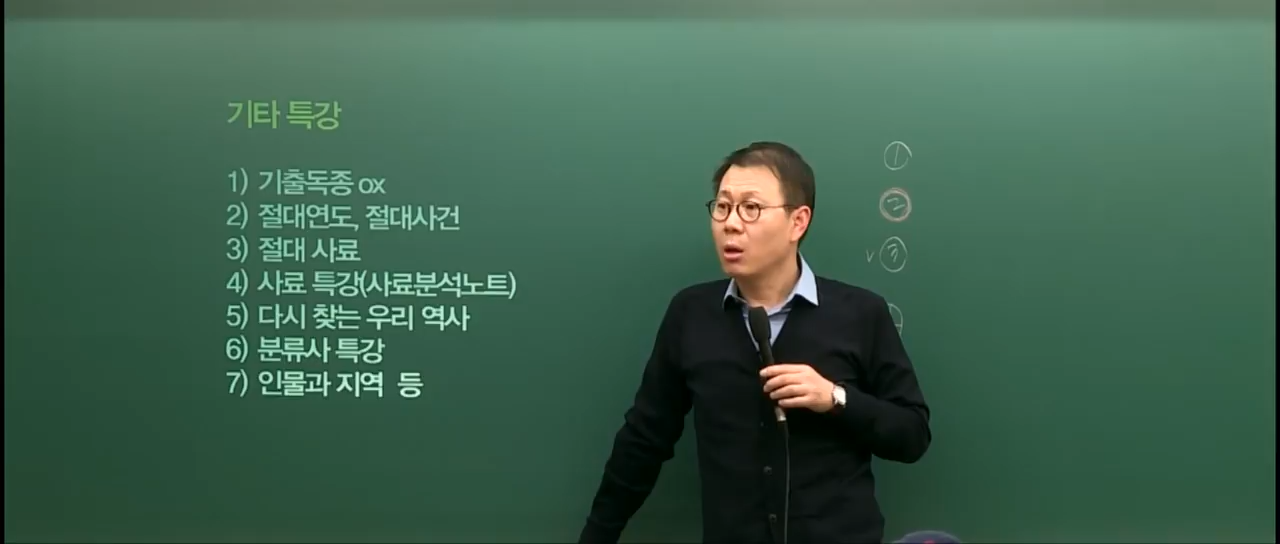 기타 특강
1) 기출독종 ox
2) 절대연도, 절대사건
3) 절대 사료
4) 사료 특강(사료분석노트)
5) 다시 찾는 우리 역사
6) 분류사 특강
7) 인물과 지역 등
①
②
v ③